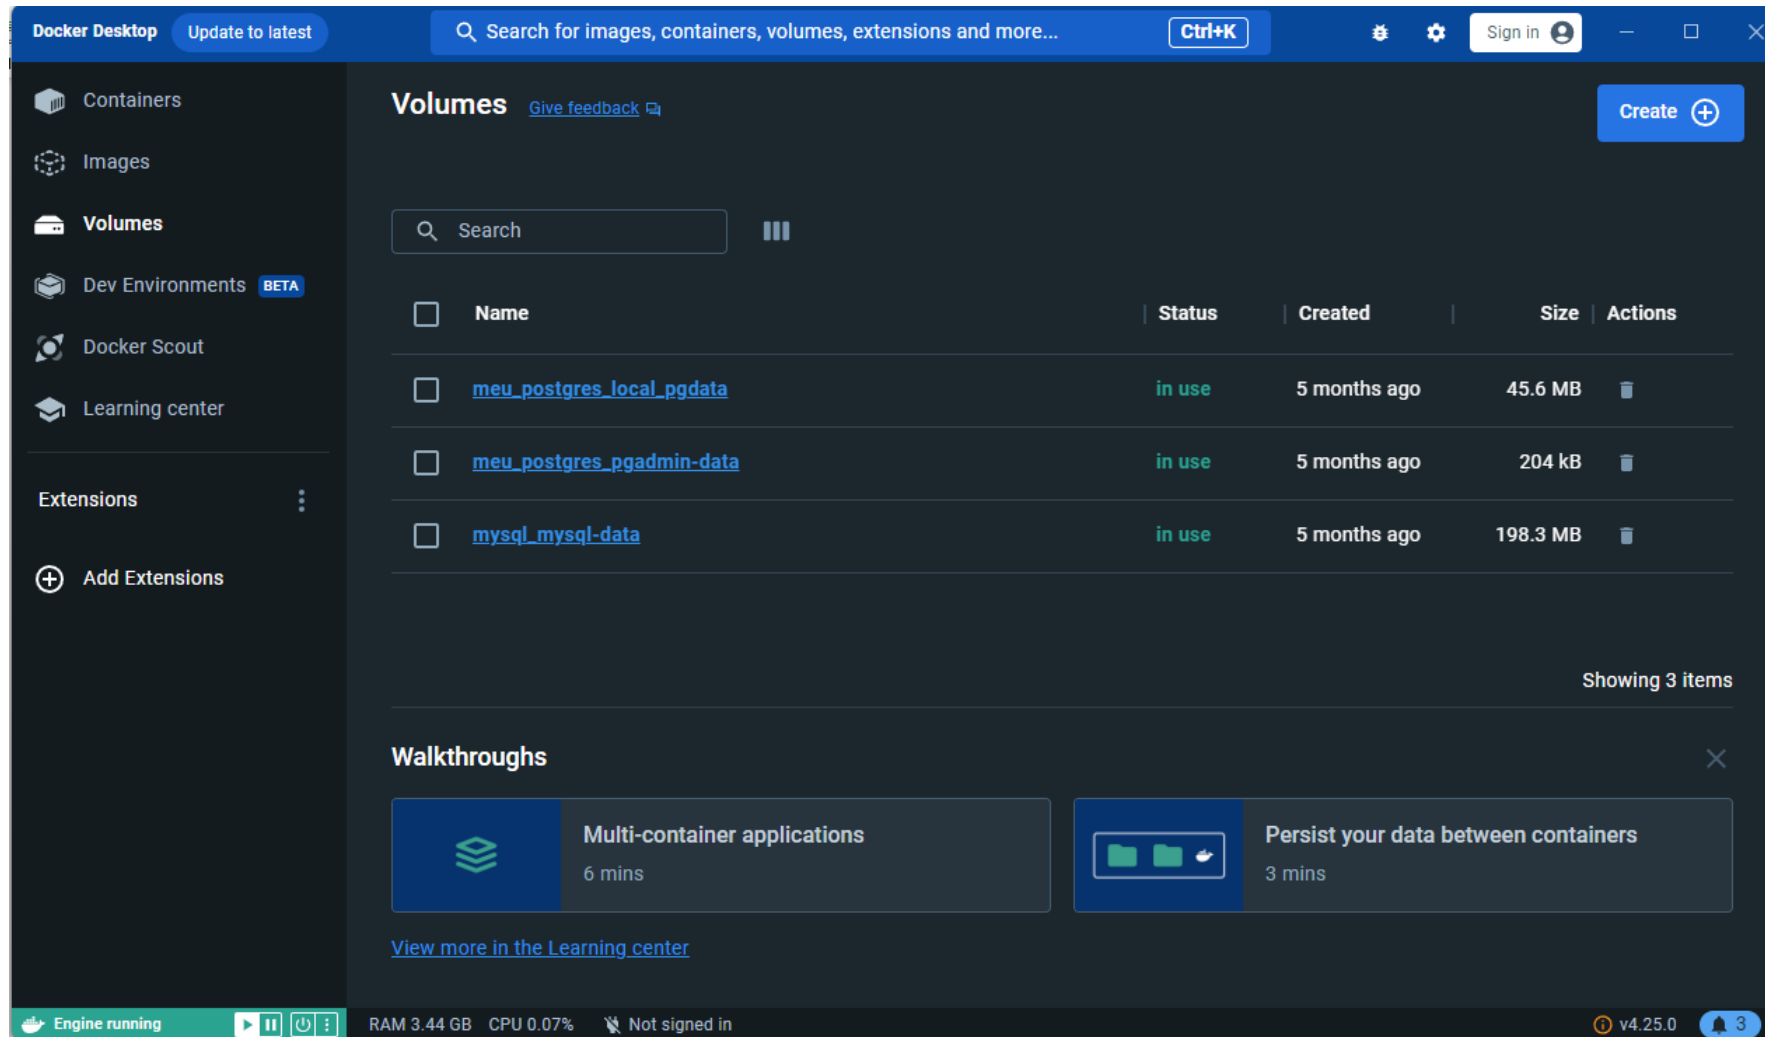 Docker Desktop Update to latest Search for images, containers, volumes, extensions and more... Ctrl+K Sign in
Containers
Images
Volumes
Dev Environments BETA
Docker Scout
Learning center
Extensions
Add Extensions
Volumes Give feedback
Create
Search
Name Status Created Size Actions
meu_postgres_local_pgdata in use 5 months ago 45.6 MB
meu_postgres_pgadmin-data in use 5 months ago 204 kB
mysql_mysql-data in use 5 months ago 198.3 MB
Showing 3 items
Walkthroughs
Multi-container applications
6 mins
Persist your data between containers
3 mins
View more in the Learning center
Engine running RAM 3.44 GB CPU 0.07% Not signed in v4.25.0 3